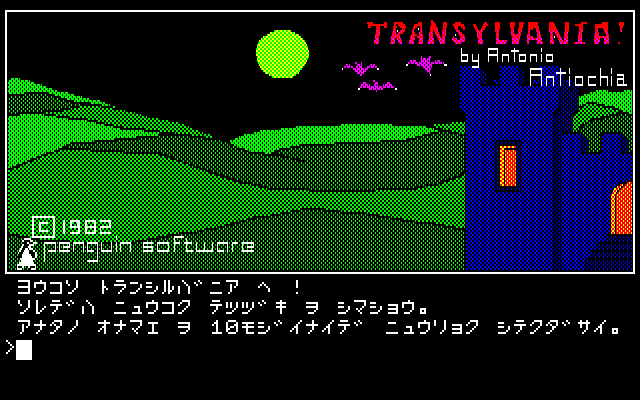 TRANSYLVANIA!
by Antonio
Antiochia
©1982
penguin software
ヨウコソ トランシルバニア ヘ !
ソレデハ ニュウコク テツヅキ ヲ シマショウ。
アナタノ オナマエ ヲ 10モジイナイデ ニュウリョク シテクダサイ。
>